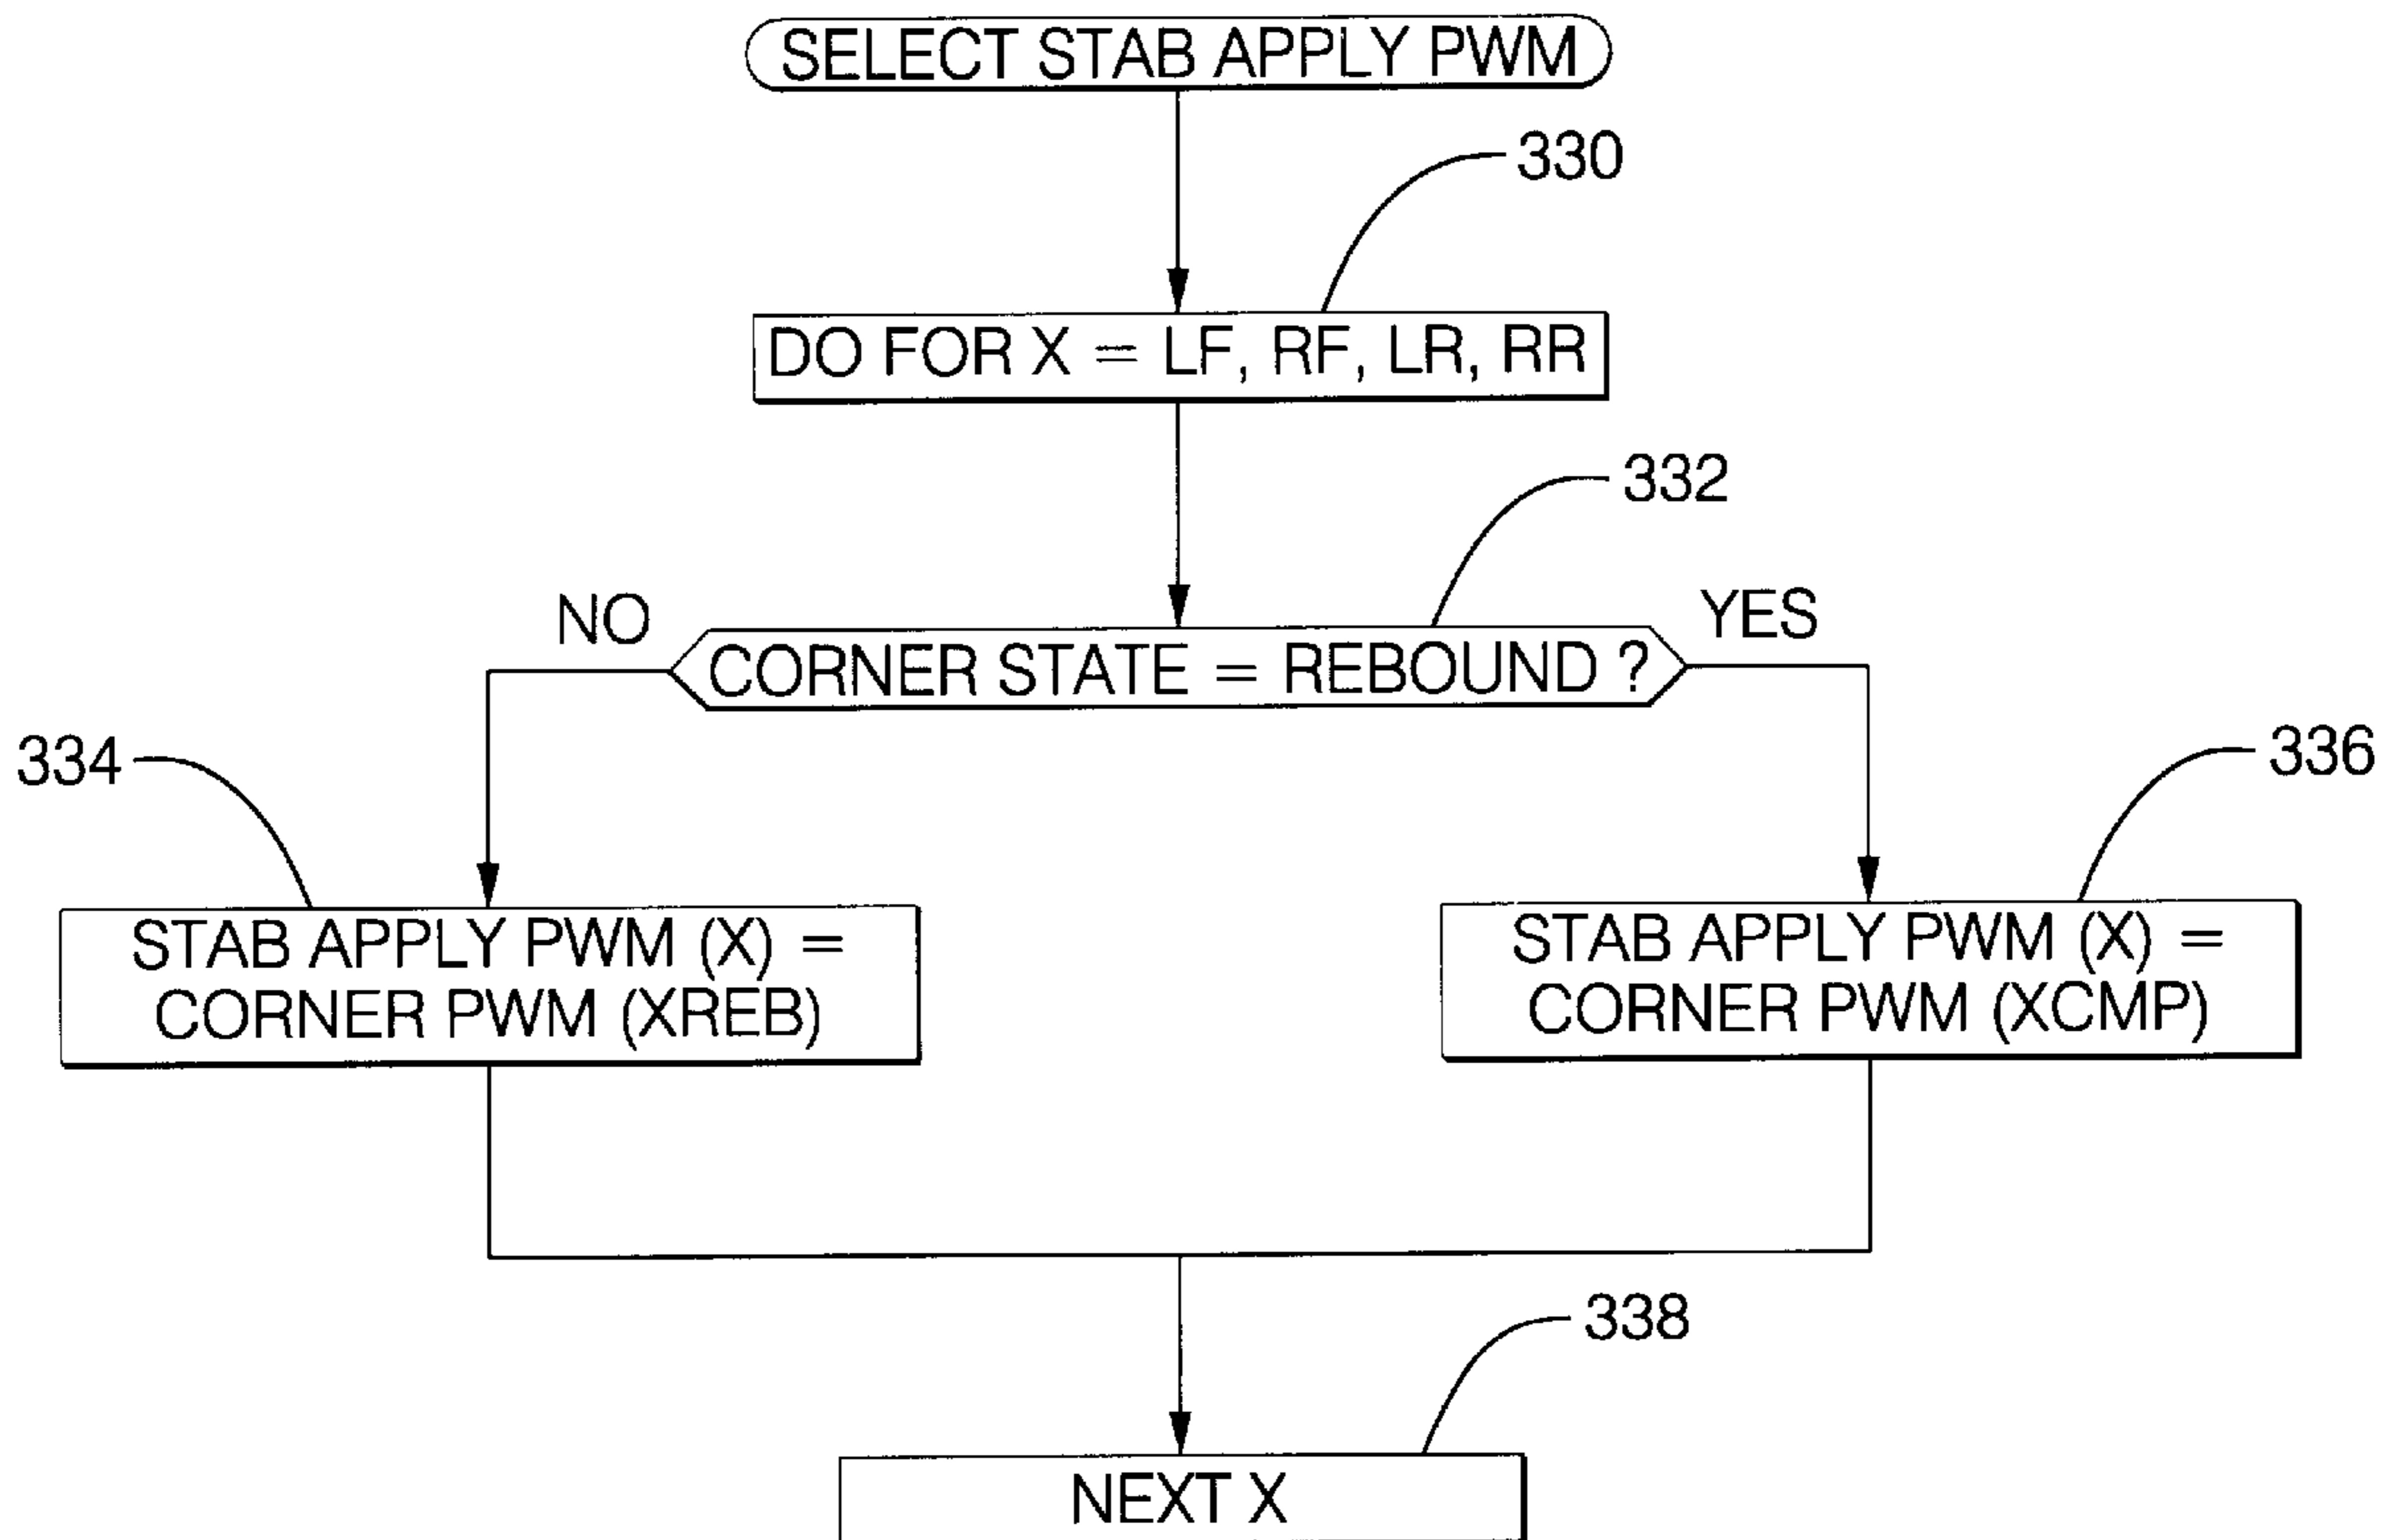 SELECT STAB APPLY PWM
330
DO FOR X = LF, RF, LR, RR
332
NO
YES
CORNER STATE = REBOUND ?
334
336
STAB APPLY PWM (X) =
CORNER PWM (XREB)
STAB APPLY PWM (X) =
CORNER PWM (XCMP)
338
NEXT X